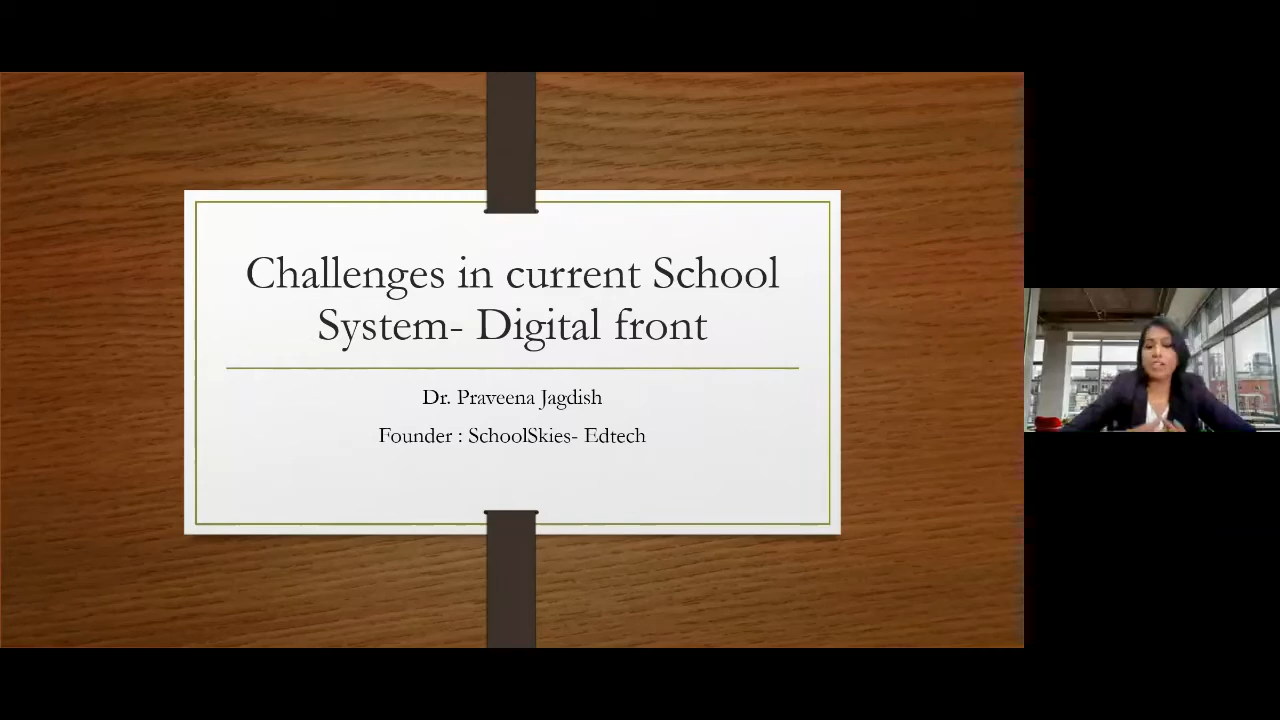 Challenges in current School
System- Digital front
Dr. Praveena Jagdish
Founder : SchoolSkies- Edtech